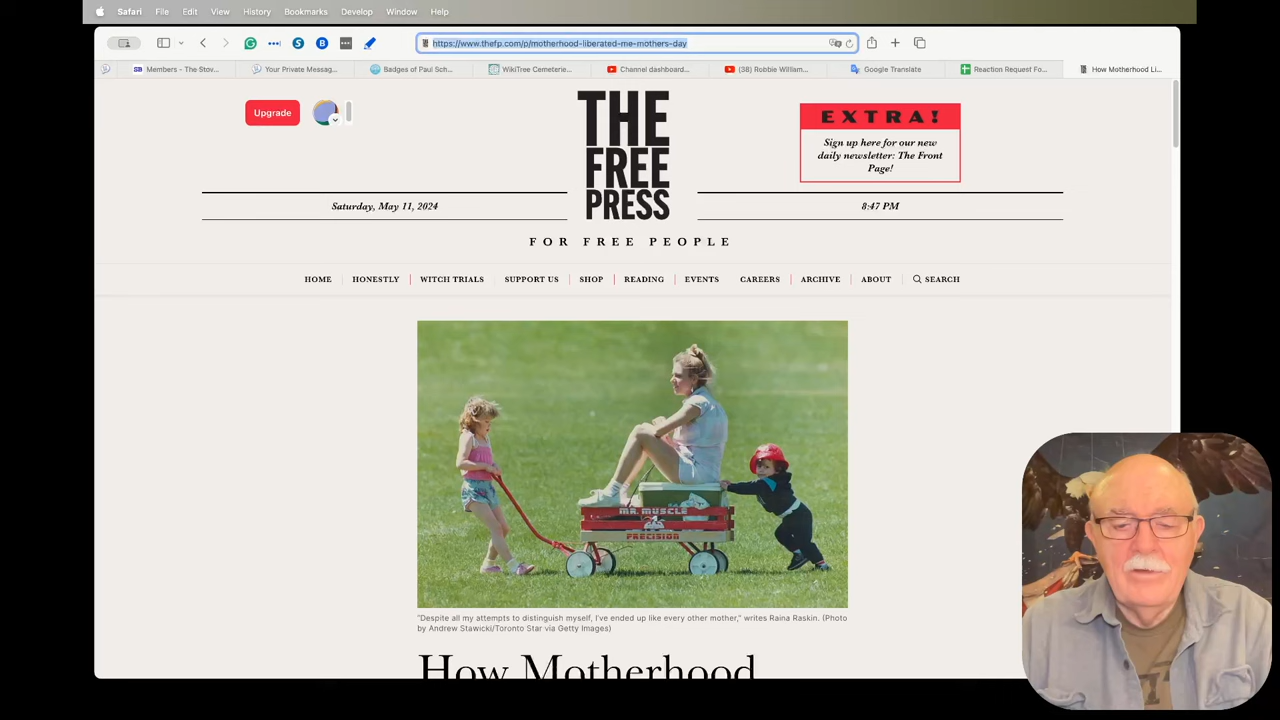 Safari File Edit View History Bookmarks Develop Window Help
https://www.thefp.com/p/motherhood-liberated-me-mothers-day
Members - The Stov... Your Private Messag... Badges of Paul Sch... WikiTree Cemeterie... Channel dashboard... (38) Robbie William... Google Translate Reaction Request Fo... How Motherhood Li...
Upgrade
THE
FREE
PRESS
EXTRA!
Sign up here for our new
daily newsletter: The Front
Page!
Saturday, May 11, 2024
8:47 PM
FOR FREE PEOPLE
HOME HONESTLY WITCH TRIALS SUPPORT US SHOP READING EVENTS CAREERS ARCHIVE ABOUT SEARCH
MR. MUSCLE
PRECISION
“Despite all my attempts to distinguish myself, I’ve ended up like every other mother,” writes Raina Raskin. (Photo
by Andrew Stawicki/Toronto Star via Getty Images)
How Motherhood